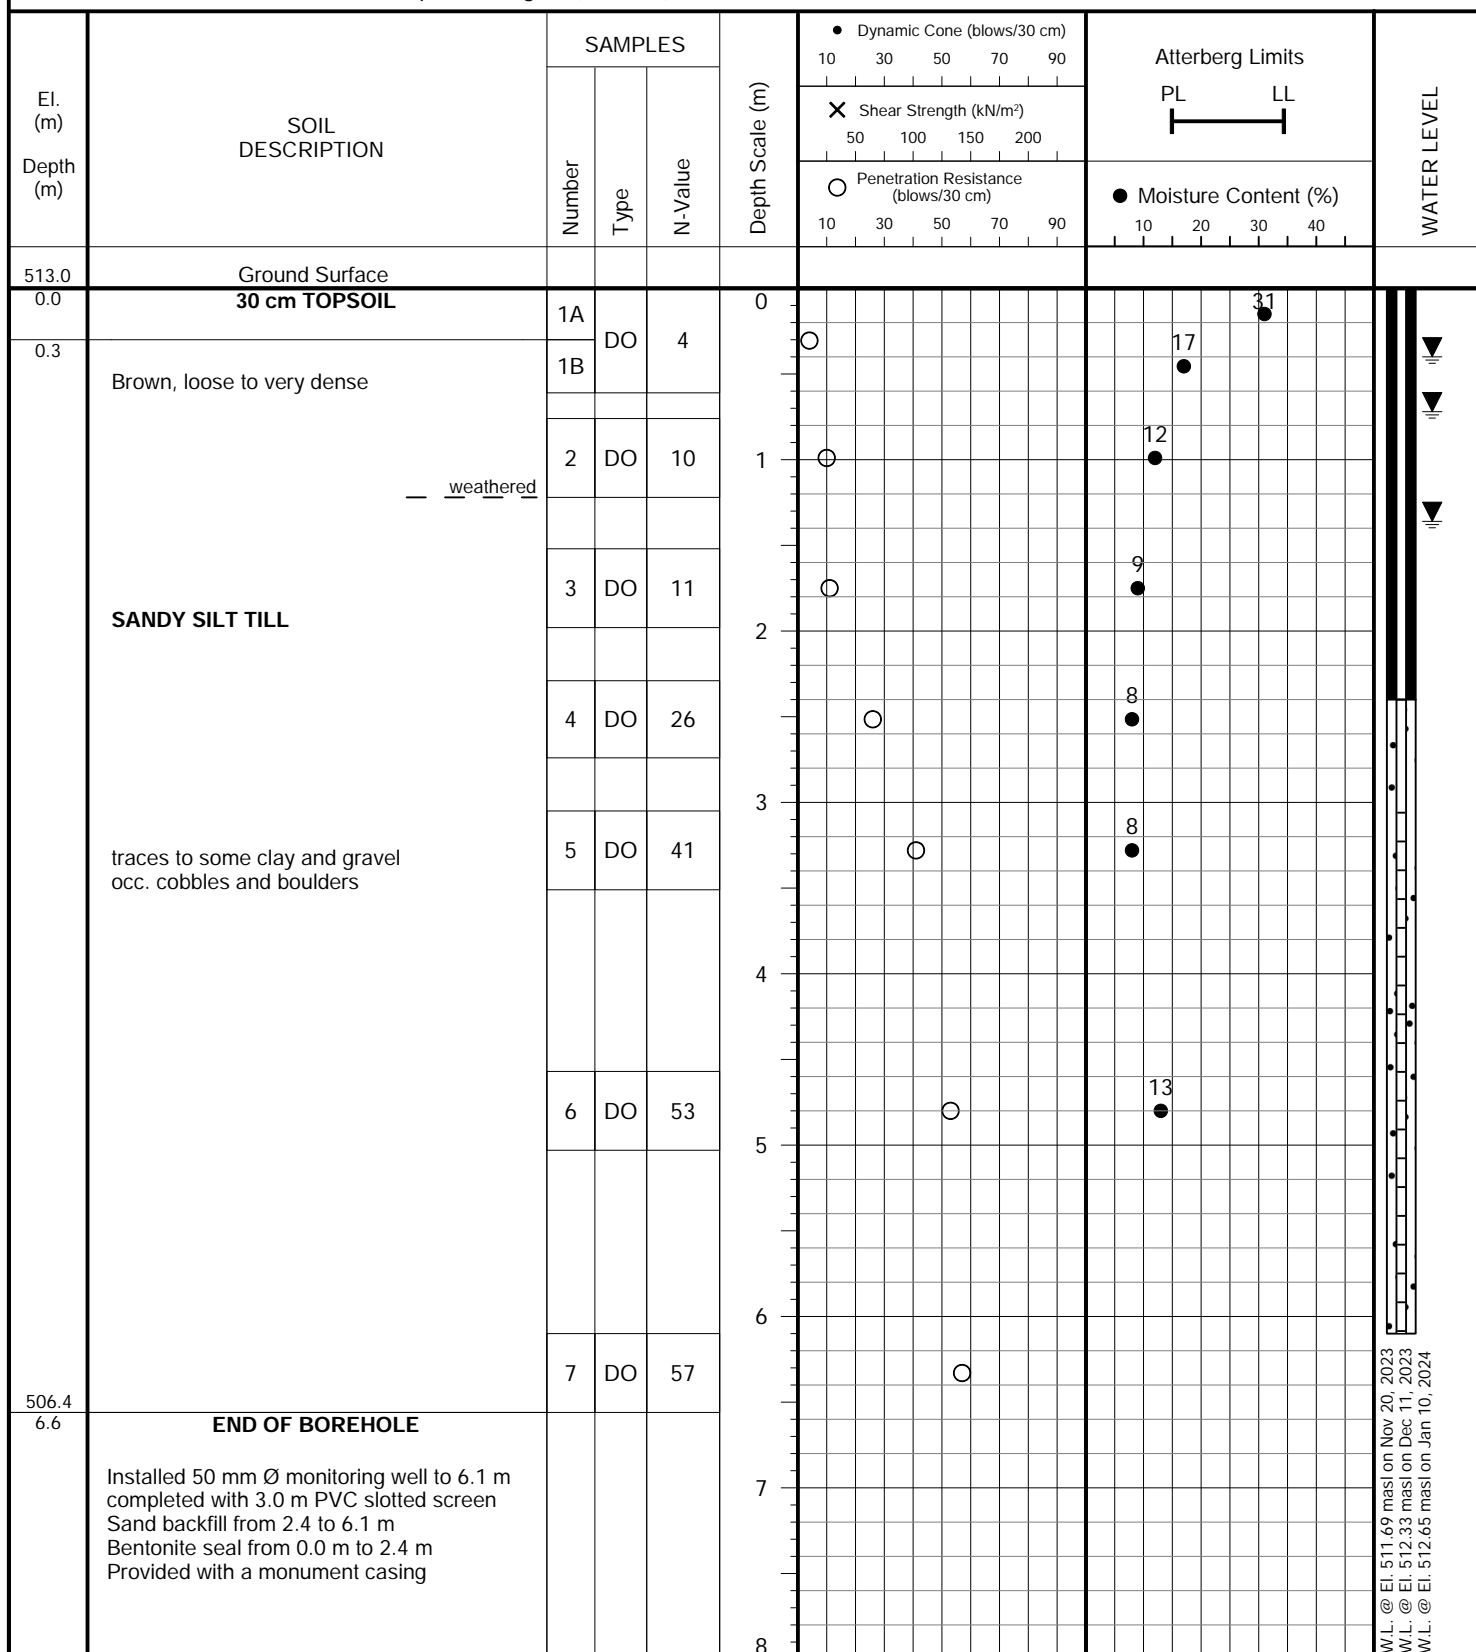 El.
(m)
Depth
(m)
SOIL
DESCRIPTION
SAMPLES
Number
Type
N-Value
Depth Scale (m)
Dynamic Cone (blows/30 cm)
10 30 50 70 90
Shear Strength (kN/m²)
50 100 150 200
Penetration Resistance
(blows/30 cm)
10 30 50 70 90
Atterberg Limits
PL LL
Moisture Content (%)
10 20 30 40
WATER LEVEL
513.0 Ground Surface
0.0 30 cm TOPSOIL
1A DO 4
0
31
0.3
1B
17
Brown, loose to very dense
12
2 DO 10
1
weathered
9
3 DO 11
SANDY SILT TILL
2
8
4 DO 26
3
8
5 DO 41
traces to some clay and gravel
occ. cobbles and boulders
4
13
6 DO 53
5
6
7 DO 57
506.4
6.6 END OF BOREHOLE
Installed 50 mm Ø monitoring well to 6.1 m
completed with 3.0 m PVC slotted screen
Sand backfill from 2.4 to 6.1 m
Bentonite seal from 0.0 m to 2.4 m
Provided with a monument casing
7
8
W.L. @ El. 511.69 masl on Nov 20, 2023
W.L. @ El. 512.33 masl on Dec 11, 2023
W.L. @ El. 512.65 masl on Jan 10, 2024